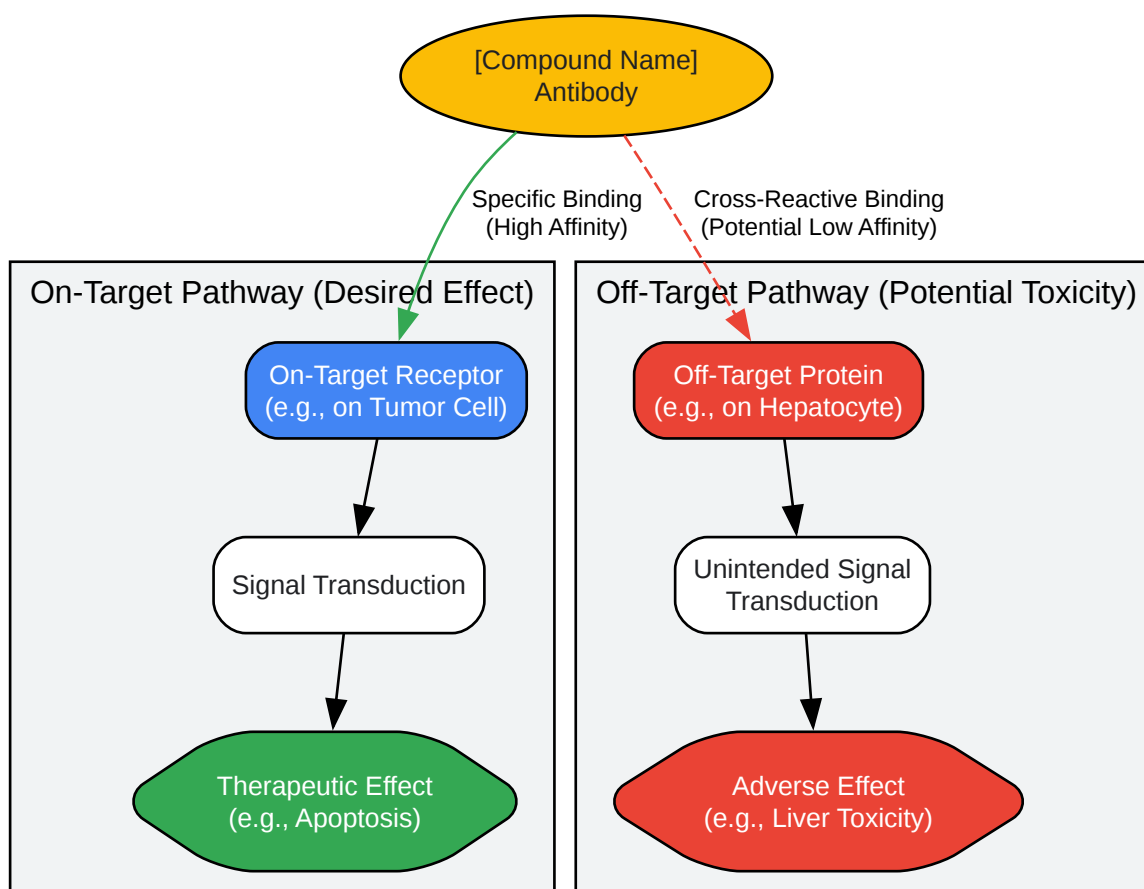 [Compound Name]
Antibody
Specific Binding
(High Affinity)
Cross-Reactive Binding
(Potential Low Affinity)
On-Target Pathway (Desired Effect)
On-Target Receptor
(e.g., on Tumor Cell)
Signal Transduction
Therapeutic Effect
(e.g., Apoptosis)
Off-Target Pathway (Potential Toxicity)
Off-Target Protein
(e.g., on Hepatocyte)
Unintended Signal
Transduction
Adverse Effect
(e.g., Liver Toxicity)